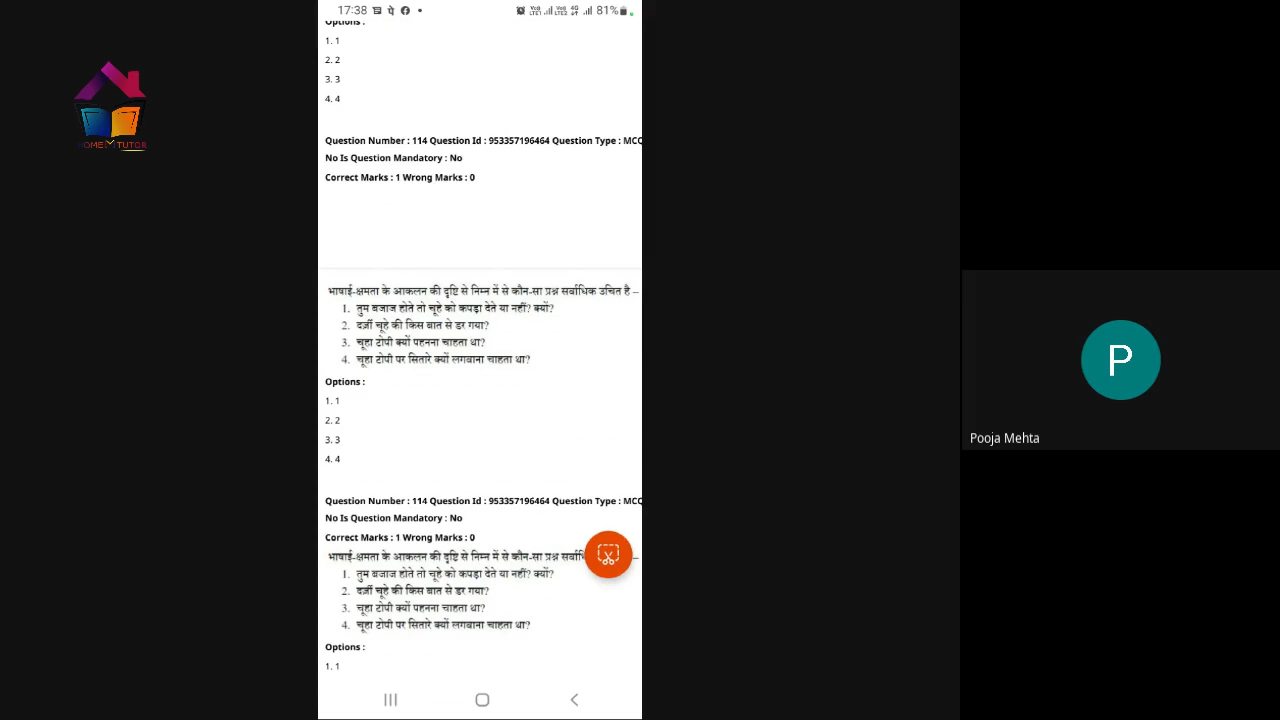 17:38
81%
Options :
1. 1
2. 2
3. 3
4. 4
HOME TUTOR
Question Number : 114 Question Id : 953357196464 Question Type : MCQ
No Is Question Mandatory : No
Correct Marks : 1 Wrong Marks : 0
भाषाई-क्षमता के आकलन की दृष्टि से निम्न में से कौन-सा प्रश्न सर्वाधिक उचित है –
1. तुम बजाज होते तो चूहे को कपड़ा देते या नहीं? क्यों?
2. दर्ज़ी चूहे की किस बात से डर गया?
3. चूहा टोपी क्यों पहनना चाहता था?
4. चूहा टोपी पर सितारे क्यों लगवाना चाहता था?
Options :
1. 1
2. 2
3. 3
4. 4
Question Number : 114 Question Id : 953357196464 Question Type : MCQ
No Is Question Mandatory : No
Correct Marks : 1 Wrong Marks : 0
भाषाई-क्षमता के आकलन की दृष्टि से निम्न में से कौन-सा प्रश्न –
1. तुम बजाज होते तो चूहे को कपड़ा देते या नहीं? क्यों?
2. दर्ज़ी चूहे की किस बात से डर गया?
3. चूहा टोपी क्यों पहनना चाहता था?
4. चूहा टोपी पर सितारे क्यों लगवाना चाहता था?
Options :
1. 1
P
Pooja Mehta